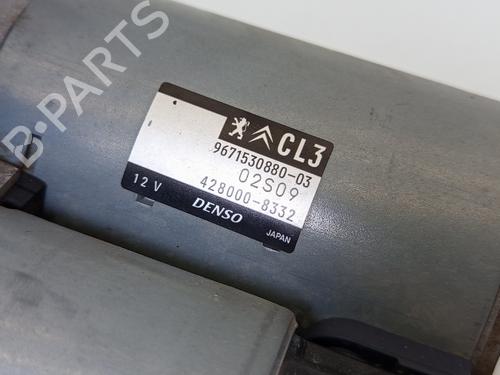 B-PARTS
CL3
9671530880-03
02S09
12 V 428000-8332
DENSO
JAPAN